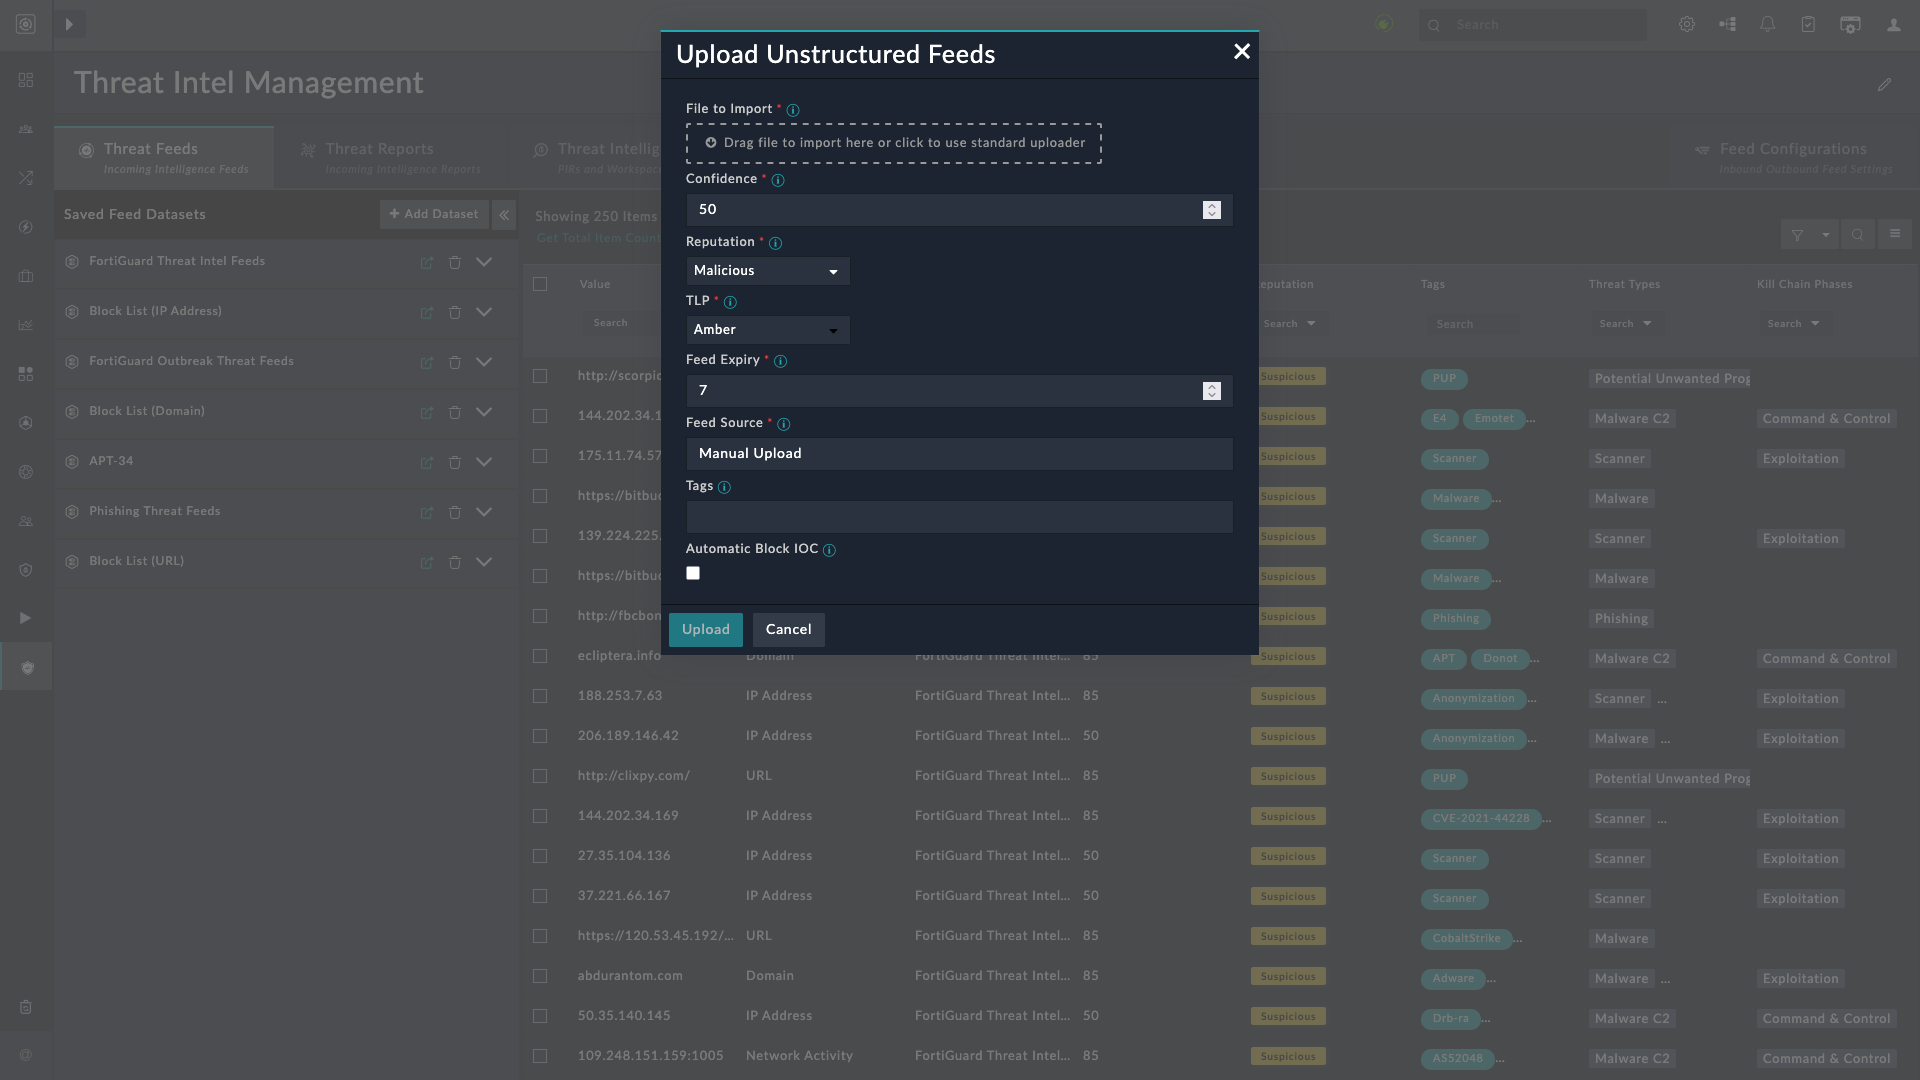 Search
Threat Intel Management
Threat Feeds
Incoming Intelligence Feeds
Threat Reports
Incoming Intelligence Reports
Threat Intellig
PIRs and Workspac
Feed Configurations
Inbound Outbound Feed Settings
Saved Feed Datasets
+ Add Dataset
FortiGuard Threat Intel Feeds
Block List (IP Address)
FortiGuard Outbreak Threat Feeds
Block List (Domain)
APT-34
Phishing Threat Feeds
Block List (URL)
Showing 250 Items
Get Total Item Count
Upload Unstructured Feeds
File to Import *
Drag file to import here or click to use standard uploader
Confidence *
50
Reputation *
Malicious
TLP *
Amber
Feed Expiry *
7
Feed Source *
Manual Upload
Tags
Automatic Block IOC
Upload
Cancel
Value
eputation
Tags
Threat Types
Kill Chain Phases
Search
Search
Search
Search
Search
http://scorpio
Suspicious
PUP
Potential Unwanted Prog
144.202.34.1
Suspicious
E4 Emotet...
Malware C2
Command & Control
175.11.74.57
Suspicious
Scanner
Scanner
Exploitation
https://bitbuc
Suspicious
Malware...
Malware
139.224.225.
Suspicious
Scanner
Scanner
Exploitation
https://bitbuc
Suspicious
Malware...
Malware
http://fbcbon
Suspicious
Phishing
Phishing
ecliptera.info
Domain
FortiGuard Threat Intel...
85
Suspicious
APT Donot...
Malware C2
Command & Control
188.253.7.63
IP Address
FortiGuard Threat Intel...
85
Suspicious
Anonymization...
Scanner ...
Exploitation
206.189.146.42
IP Address
FortiGuard Threat Intel...
50
Suspicious
Anonymization...
Malware ...
Exploitation
http://clixpy.com/
URL
FortiGuard Threat Intel...
85
Suspicious
PUP
Potential Unwanted Prog
144.202.34.169
IP Address
FortiGuard Threat Intel...
85
Suspicious
CVE-2021-44228...
Scanner ...
Exploitation
27.35.104.136
IP Address
FortiGuard Threat Intel...
50
Suspicious
Scanner
Scanner
Exploitation
37.221.66.167
IP Address
FortiGuard Threat Intel...
50
Suspicious
Scanner
Scanner
Exploitation
https://120.53.45.192/...
URL
FortiGuard Threat Intel...
85
Suspicious
CobaltStrike...
Malware
abdurantom.com
Domain
FortiGuard Threat Intel...
85
Suspicious
Adware...
Malware ...
Exploitation
50.35.140.145
IP Address
FortiGuard Threat Intel...
50
Suspicious
Drb-ra...
Malware C2
Command & Control
109.248.151.159:1005
Network Activity
FortiGuard Threat Intel...
85
Suspicious
AS52048...
Malware C2
Command & Control